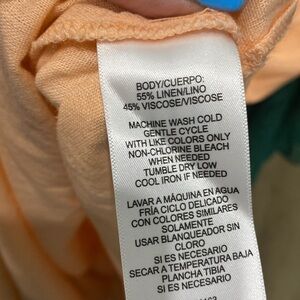 BODY/CUERPO:
55% LINEN/LINO
45% VISCOSE/VISCOSE
MACHINE WASH COLD
GENTLE CYCLE
WITH LIKE COLORS ONLY
NON-CHLORINE BLEACH
WHEN NEEDED
TUMBLE DRY LOW
COOL IRON IF NEEDED
LAVAR A MÁQUINA EN AGUA
FRÍA CICLO DELICADO
CON COLORES SIMILARES
SOLAMENTE
USAR BLANQUEADOR SIN
CLORO
SI ES NECESARIO
SECAR A TEMPERATURA BAJA
PLANCHA TIBIA
SI ES NECESARIO